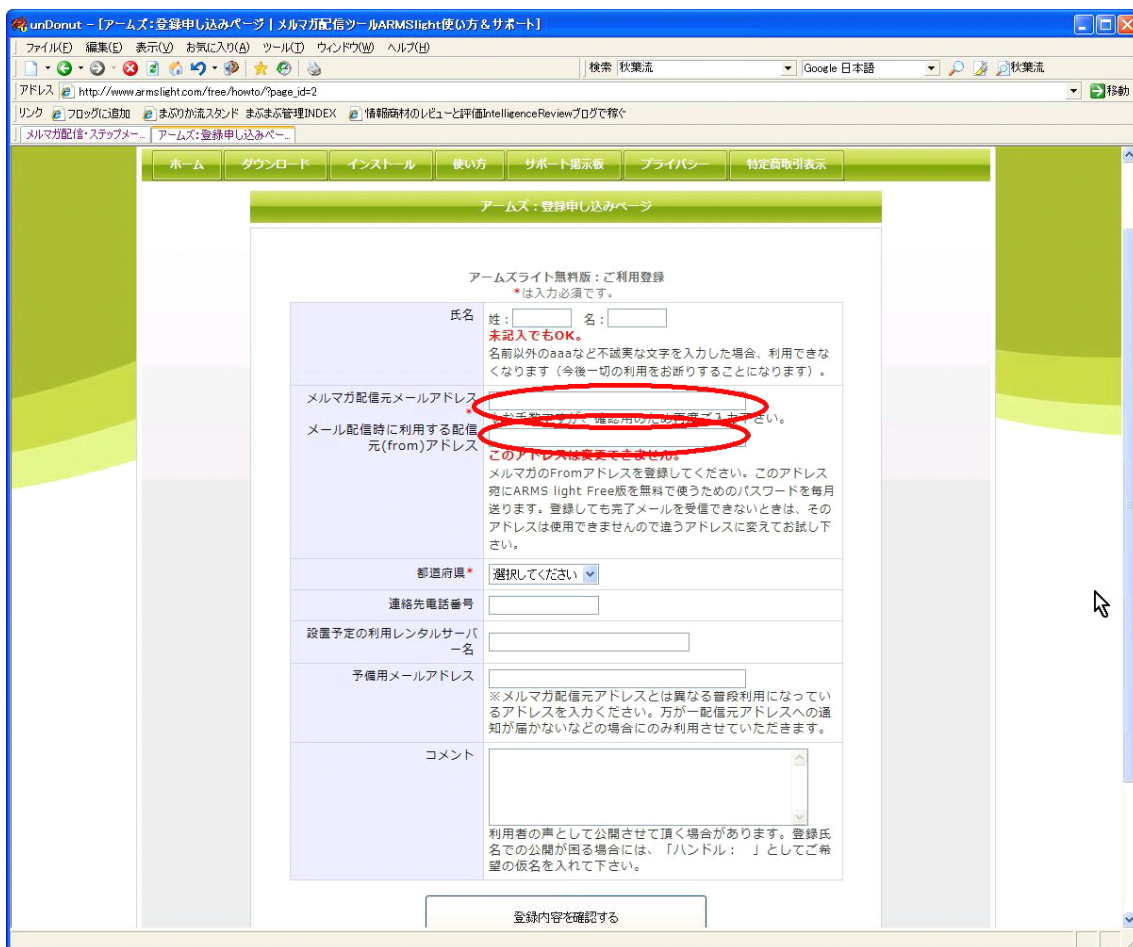 unDonut - [アームズ:登録申し込みページ | メルマガ配信ツールARMSlight使い方&サポート]
ファイル(F) 編集(E) 表示(V) お気に入り(A) ツール(T) ウィンドウ(W) ヘルプ(H)
検索 秋葉流 Google 日本語 秋葉流
アドレス http://www.armslight.com/free/howto/?page_id=2 移動
リンク フロッグに追加 まぶりか流スタンド まぶまぶ管理INDEX 情報商材のレビューと評価IntelligenceReviewブログで稼ぐ
メルマガ配信・ステップメー... アームズ:登録申し込みペー...
ホーム ダウンロード インストール 使い方 サポート掲示板 プライバシー 特定商取引表示
アームズ:登録申し込みページ
アームズライト無料版:ご利用登録
*は入力必須です。
氏名
姓: 名:
未記入でもOK。
名前以外のaaaなど不誠実な文字を入力した場合、利用できな
くなります(今後一切の利用をお断りすることになります)。
メルマガ配信元メールアドレス
*
お手数ですが、確認用のため再度ご入力下さい。
メール配信時に利用する配信
元(from)アドレス
このアドレスは変更できません。
メルマガのFromアドレスを登録してください。このアドレス
宛にARMS light Free版を無料で使うためのパスワードを毎月
送ります。登録しても完了メールを受信できないときは、その
アドレスは使用できませんので違うアドレスに変えてお試し下
さい。
都道府県* 選択してください
連絡先電話番号
設置予定の利用レンタルサーバ
ー名
予備用メールアドレス
※メルマガ配信元アドレスとは異なる普段利用になってい
るアドレスを入力ください。万が一配信元アドレスへの通
知が届かないなどの場合にのみ利用させていただきます。
コメント
利用者の声として公開させて頂く場合があります。登録氏
名での公開が困る場合には、「ハンドル: 」としてご希
望の仮名を入れて下さい。
登録内容を確認する